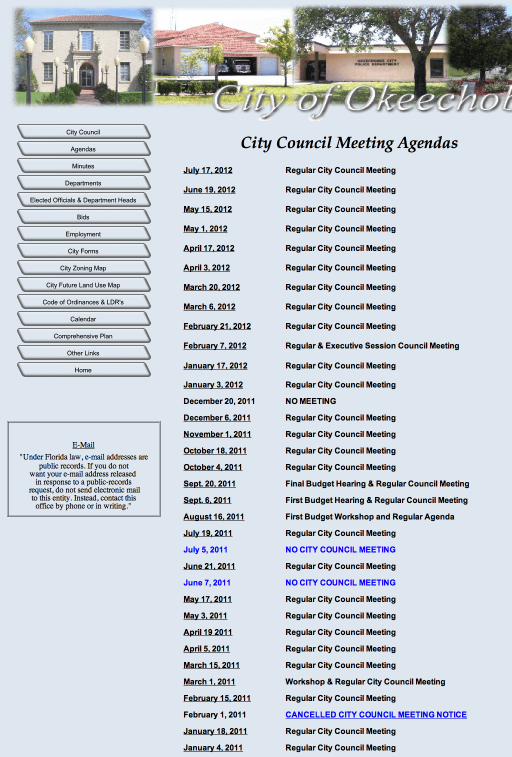 OKEECHOBEE CITY
POLICE DEPARTMENT
City of Okeechob
City Council
Agendas
Minutes
Departments
Elected Officials & Department Heads
Bids
Employment
City Forms
City Zoning Map
City Future Land Use Map
Code of Ordinances & LDR's
Calendar
Comprehensive Plan
Other Links
Home
E-Mail
"Under Florida law, e-mail addresses are
public records. If you do not
want your e-mail address released
in response to a public-records
request, do not send electronic mail
to this entity. Instead, contact this
office by phone or in writing."
City Council Meeting Agendas
July 17, 2012 Regular City Council Meeting
June 19, 2012 Regular City Council Meeting
May 15, 2012 Regular City Council Meeting
May 1, 2012 Regular City Council Meeting
April 17, 2012 Regular City Council Meeting
April 3, 2012 Regular City Council Meeting
March 20, 2012 Regular City Council Meeting
March 6, 2012 Regular City Council Meeting
February 21, 2012 Regular City Council Meeting
February 7, 2012 Regular & Executive Session Council Meeting
January 17, 2012 Regular City Council Meeting
January 3, 2012 Regular City Council Meeting
December 20, 2011 NO MEETING
December 6, 2011 Regular City Council Meeting
November 1, 2011 Regular City Council Meeting
October 18, 2011 Regular City Council Meeting
October 4, 2011 Regular City Council Meeting
Sept. 20, 2011 Final Budget Hearing & Regular Council Meeting
Sept. 6, 2011 First Budget Hearing & Regular Council Meeting
August 16, 2011 First Budget Workshop and Regular Agenda
July 19, 2011 Regular City Council Meeting
July 5, 2011 NO CITY COUNCIL MEETING
June 21, 2011 Regular City Council Meeting
June 7, 2011 NO CITY COUNCIL MEETING
May 17, 2011 Regular City Council Meeting
May 3, 2011 Regular City Council Meeting
April 19 2011 Regular City Council Meeting
April 5, 2011 Regular City Council Meeting
March 15, 2011 Regular City Council Meeting
March 1, 2011 Workshop & Regular City Council Meeting
February 15, 2011 Regular City Council Meeting
February 1, 2011 CANCELLED CITY COUNCIL MEETING NOTICE
January 18, 2011 Regular City Council Meeting
January 4, 2011 Regular City Council Meeting